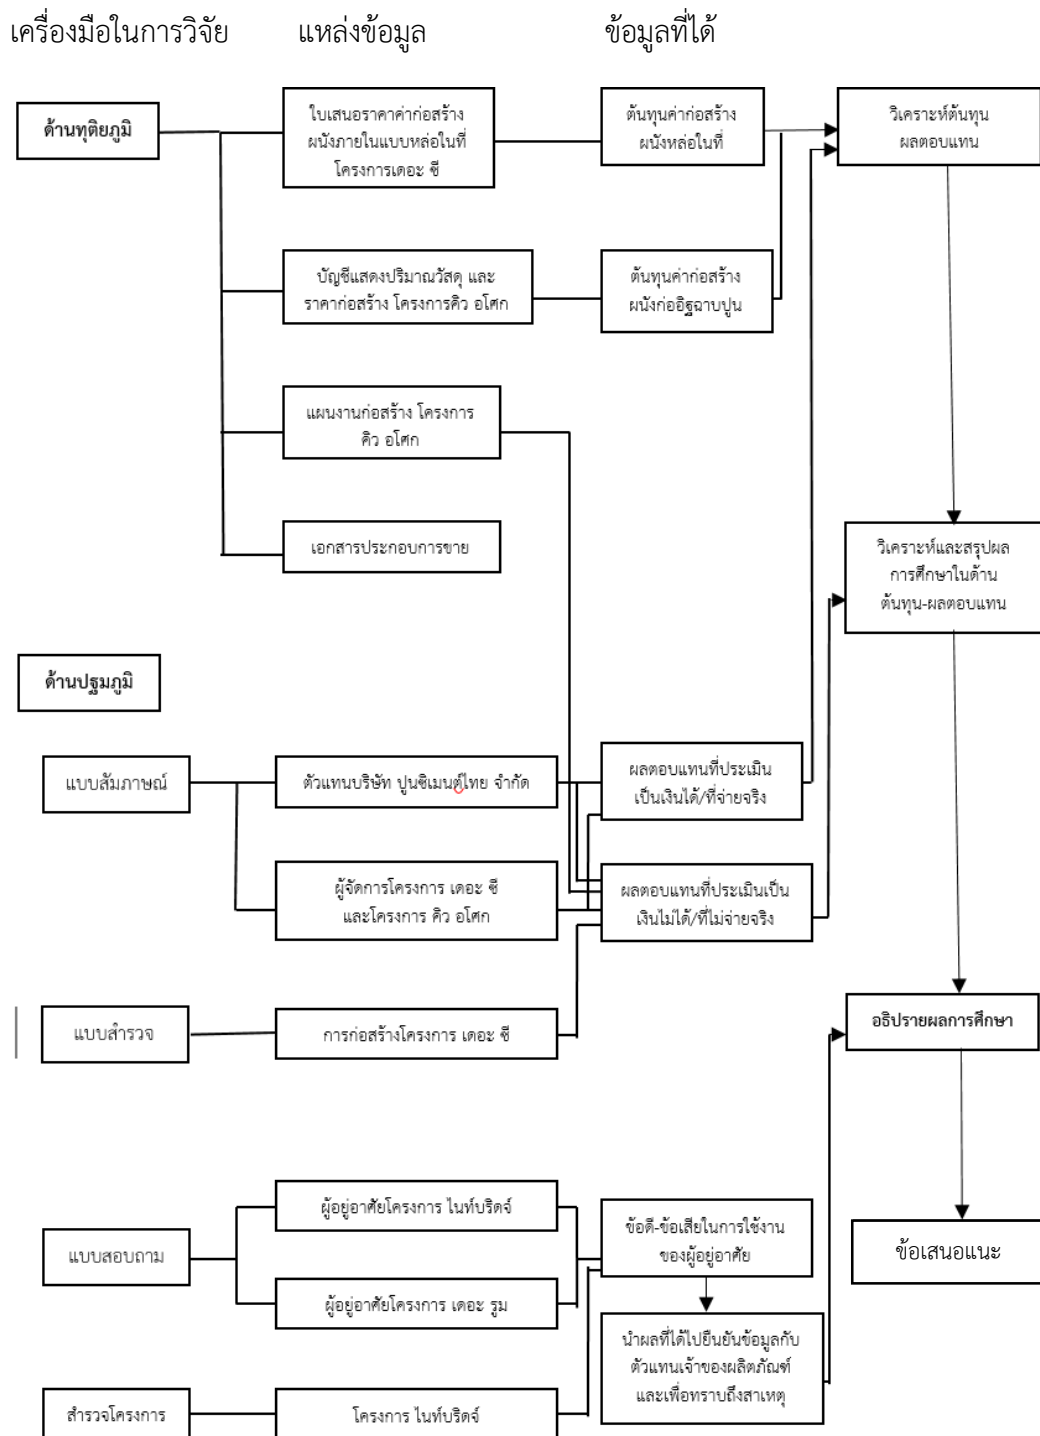 เครื่องมือในการวิจัย
แหล่งข้อมูล
ข้อมูลที่ได้
ด้านทุติยภูมิ
ใบเสนอราคาค่าก่อสร้าง
ผนังภายในแบบหล่อในที่
โครงการเดอะ ซี
ต้นทุนค่าก่อสร้าง
ผนังหล่อในที่
วิเคราะห์ต้นทุน
ผลตอบแทน
บัญชีแสดงปริมาณวัสดุ และ
ราคาก่อสร้าง โครงการคิว อโศก
ต้นทุนค่าก่อสร้าง
ผนังก่ออิฐฉาบปูน
แผนงานก่อสร้าง โครงการ
คิว อโศก
เอกสารประกอบการขาย
วิเคราะห์และสรุปผล
การศึกษาในด้าน
ต้นทุน-ผลตอบแทน
ด้านปฐมภูมิ
แบบสัมภาษณ์
ตัวแทนบริษัท ปูนซิเมนต์ไทย จำกัด
ผลตอบแทนที่ประเมิน
เป็นเงินได้/ที่จ่ายจริง
ผู้จัดการโครงการ เดอะ ซี
และโครงการ คิว อโศก
ผลตอบแทนที่ประเมินเป็น
เงินไม่ได้/ที่ไม่จ่ายจริง
แบบสำรวจ
การก่อสร้างโครงการ เดอะ ซี
อธิปรายผลการศึกษา
แบบสอบถาม
ผู้อยู่อาศัยโครงการ ไนท์บริดจ์
ผู้อยู่อาศัยโครงการ เดอะ รูม
ข้อดี-ข้อเสียในการใช้งาน
ของผู้อยู่อาศัย
ข้อเสนอแนะ
นำผลที่ได้ไปยืนยันข้อมูลกับ
ตัวแทนเจ้าของผลิตภัณฑ์
และเพื่อทราบถึงสาเหตุ
สำรวจโครงการ
โครงการ ไนท์บริดจ์